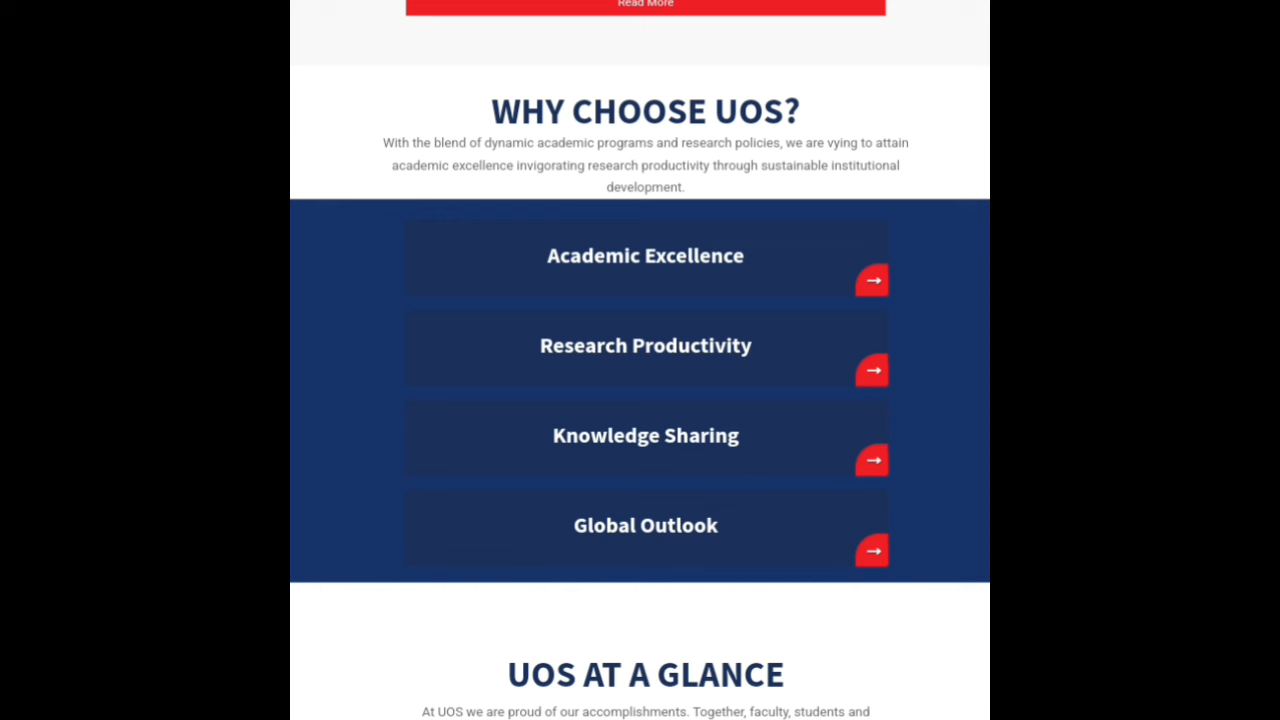 Read More
WHY CHOOSE UOS?
With the blend of dynamic academic programs and research policies, we are vying to attain
academic excellence invigorating research productivity through sustainable institutional
development.
Academic Excellence
Research Productivity
Knowledge Sharing
Global Outlook
UOS AT A GLANCE
At UOS we are proud of our accomplishments. Together, faculty, students and